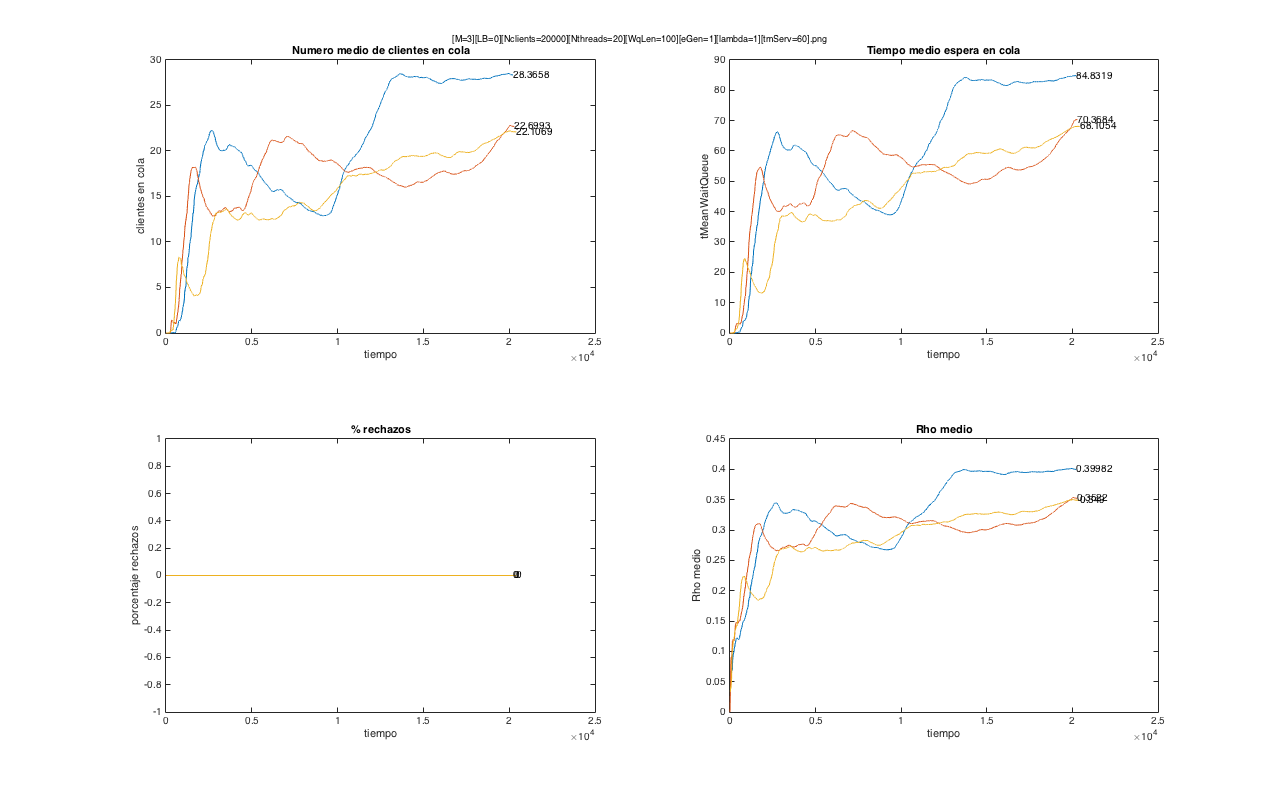 [M=3][LB=0][Nclients=20000][Nthreads=20][WqLen=100][eGen=1][lambda=1][tmServ=60].png
Numero medio de clientes en cola
30
25
20
15
10
5
0
clientes en cola
28.3658
22.6993
22.1069
0 0.5 1 1.5 2 2.5
×10^4
tiempo
Tiempo medio espera en cola
90
80
70
60
50
40
30
20
10
0
tMeanWaitQueue
84.8319
70.3684
68.1054
0 0.5 1 1.5 2 2.5
×10^4
tiempo
% rechazos
1
0.8
0.6
0.4
0.2
0
-0.2
-0.4
-0.6
-0.8
-1
porcentaje rechazos
0 0.5 1 1.5 2 2.5
×10^4
tiempo
Rho medio
0.45
0.4
0.35
0.3
0.25
0.2
0.15
0.1
0.05
0
Rho medio
0.39982
0 0.5 1 1.5 2 2.5
×10^4
tiempo